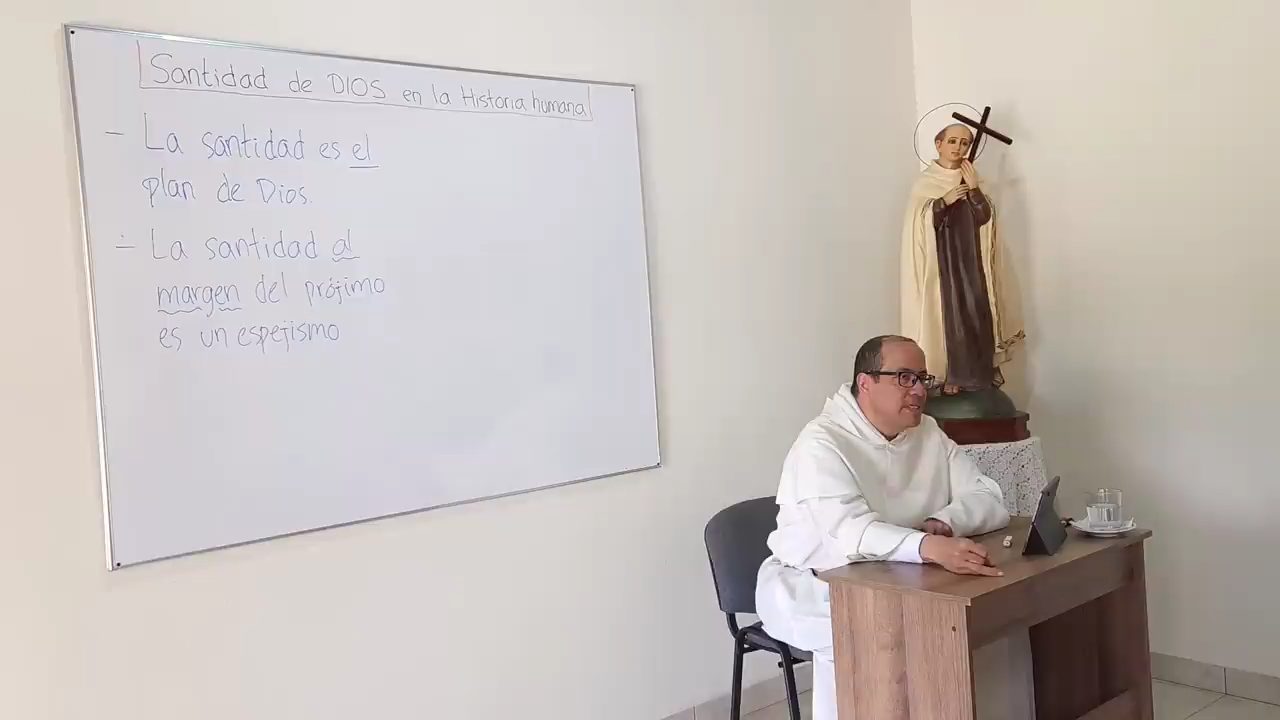 Santidad de DIOS en la Historia humana
- La santidad es el
plan de Dios.
- La santidad al
margen del prójimo
es un espejismo